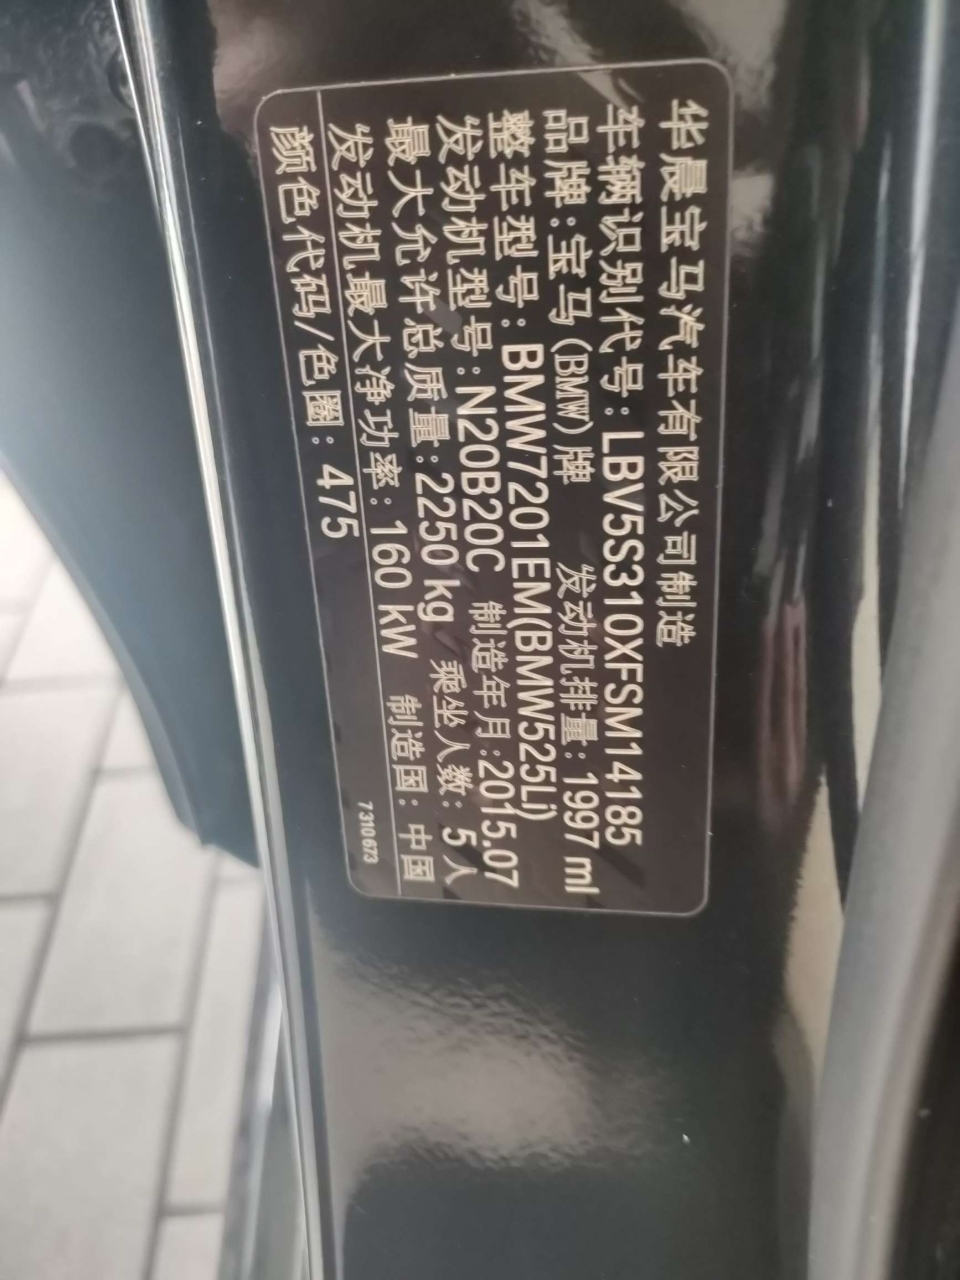 华晨宝马汽车有限公司制造
车辆识别代号:LBV5S310XFSM14185
品牌:宝马(BMW)牌 发动机排量:1997 ml
整车型号:BMW7201EM(BMW525Li)
发动机型号:N20B20C 制造年月:2015.07
最大允许总质量:2250 kg 乘坐人数:5人
发动机最大净功率:160 kW 制造国:中国
颜色代码/色圈:475
7310673